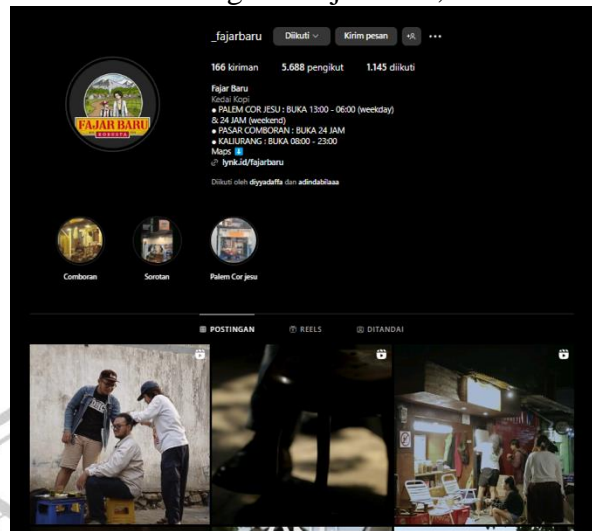 _fajarbaru Diikuti Kirim pesan
166 kiriman 5.688 pengikut 1.145 diikuti
Fajar Baru
Kedai Kopi
● PALEM COR JESU : BUKA 13:00 - 06:00 (weekday)
& 24 JAM (weekend)
● PASAR COMBORAN : BUKA 24 JAM
● KALIURANG : BUKA 08:00 - 23:00
Maps ⬇️
lynk.id/fajarbaru
Diikuti oleh diyyadaffa dan adindabilaaa
FAJAR BARU
Comboran Sorotan Palem Cor jesu
POSTINGAN REELS DITANDAI